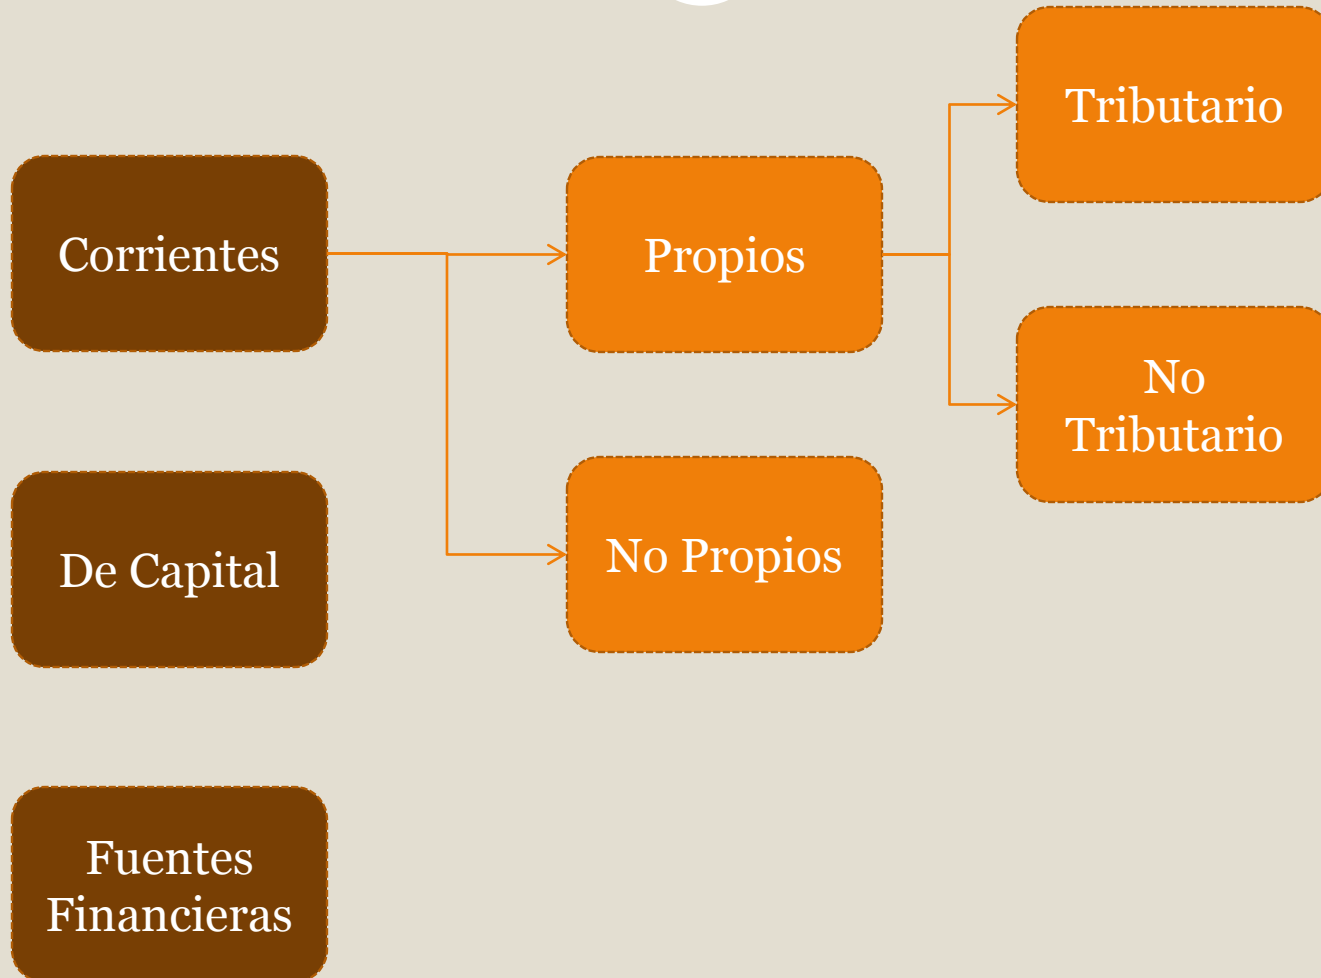 Corrientes
De Capital
Fuentes
Financieras
Propios
No Propios
Tributario
No
Tributario